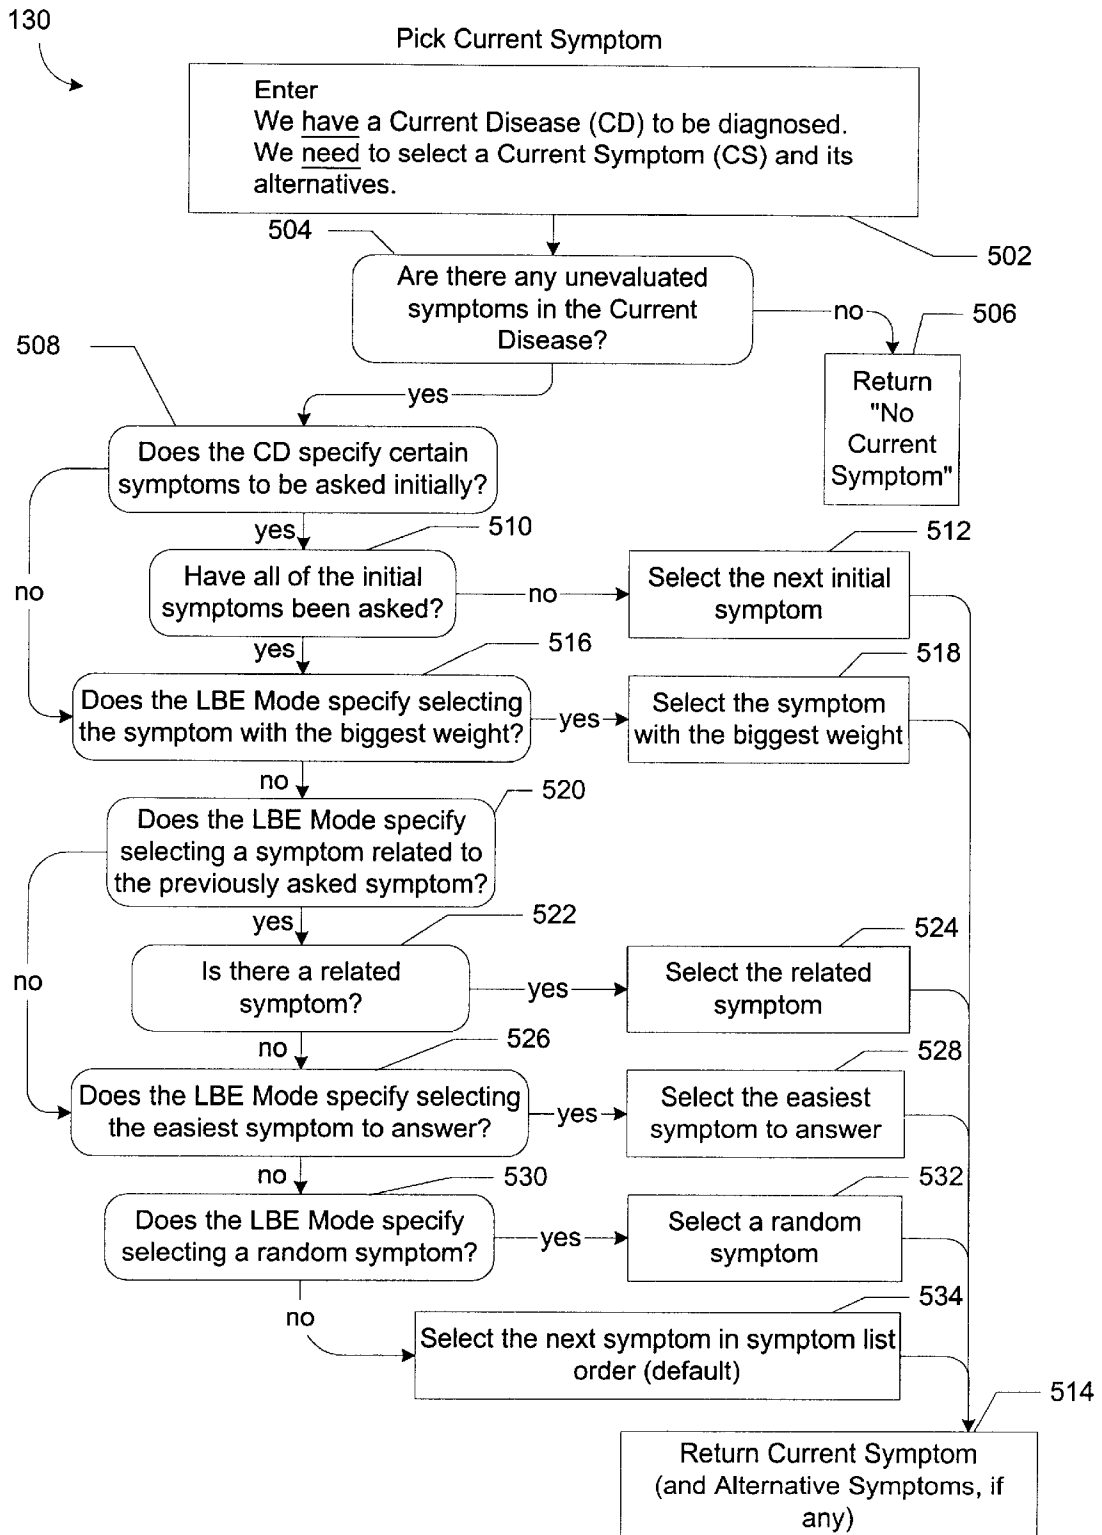 130
Pick Current Symptom
Enter
We have a Current Disease (CD) to be diagnosed.
We need to select a Current Symptom (CS) and its
alternatives.
504
502
Are there any unevaluated
symptoms in the Current
Disease?
no
506
Return
"No
Current
Symptom"
508
yes
Does the CD specify certain
symptoms to be asked initially?
yes
510
no
Have all of the initial
symptoms been asked?
no
512
Select the next initial
symptom
yes
516
Does the LBE Mode specify selecting
the symptom with the biggest weight?
yes
518
Select the symptom
with the biggest weight
no
520
Does the LBE Mode specify
selecting a symptom related to
the previously asked symptom?
yes
522
no
Is there a related
symptom?
yes
524
Select the related
symptom
no
526
Does the LBE Mode specify selecting
the easiest symptom to answer?
yes
528
Select the easiest
symptom to answer
no
530
Does the LBE Mode specify
selecting a random symptom?
yes
532
Select a random
symptom
no
534
Select the next symptom in symptom list
order (default)
514
Return Current Symptom
(and Alternative Symptoms, if
any)